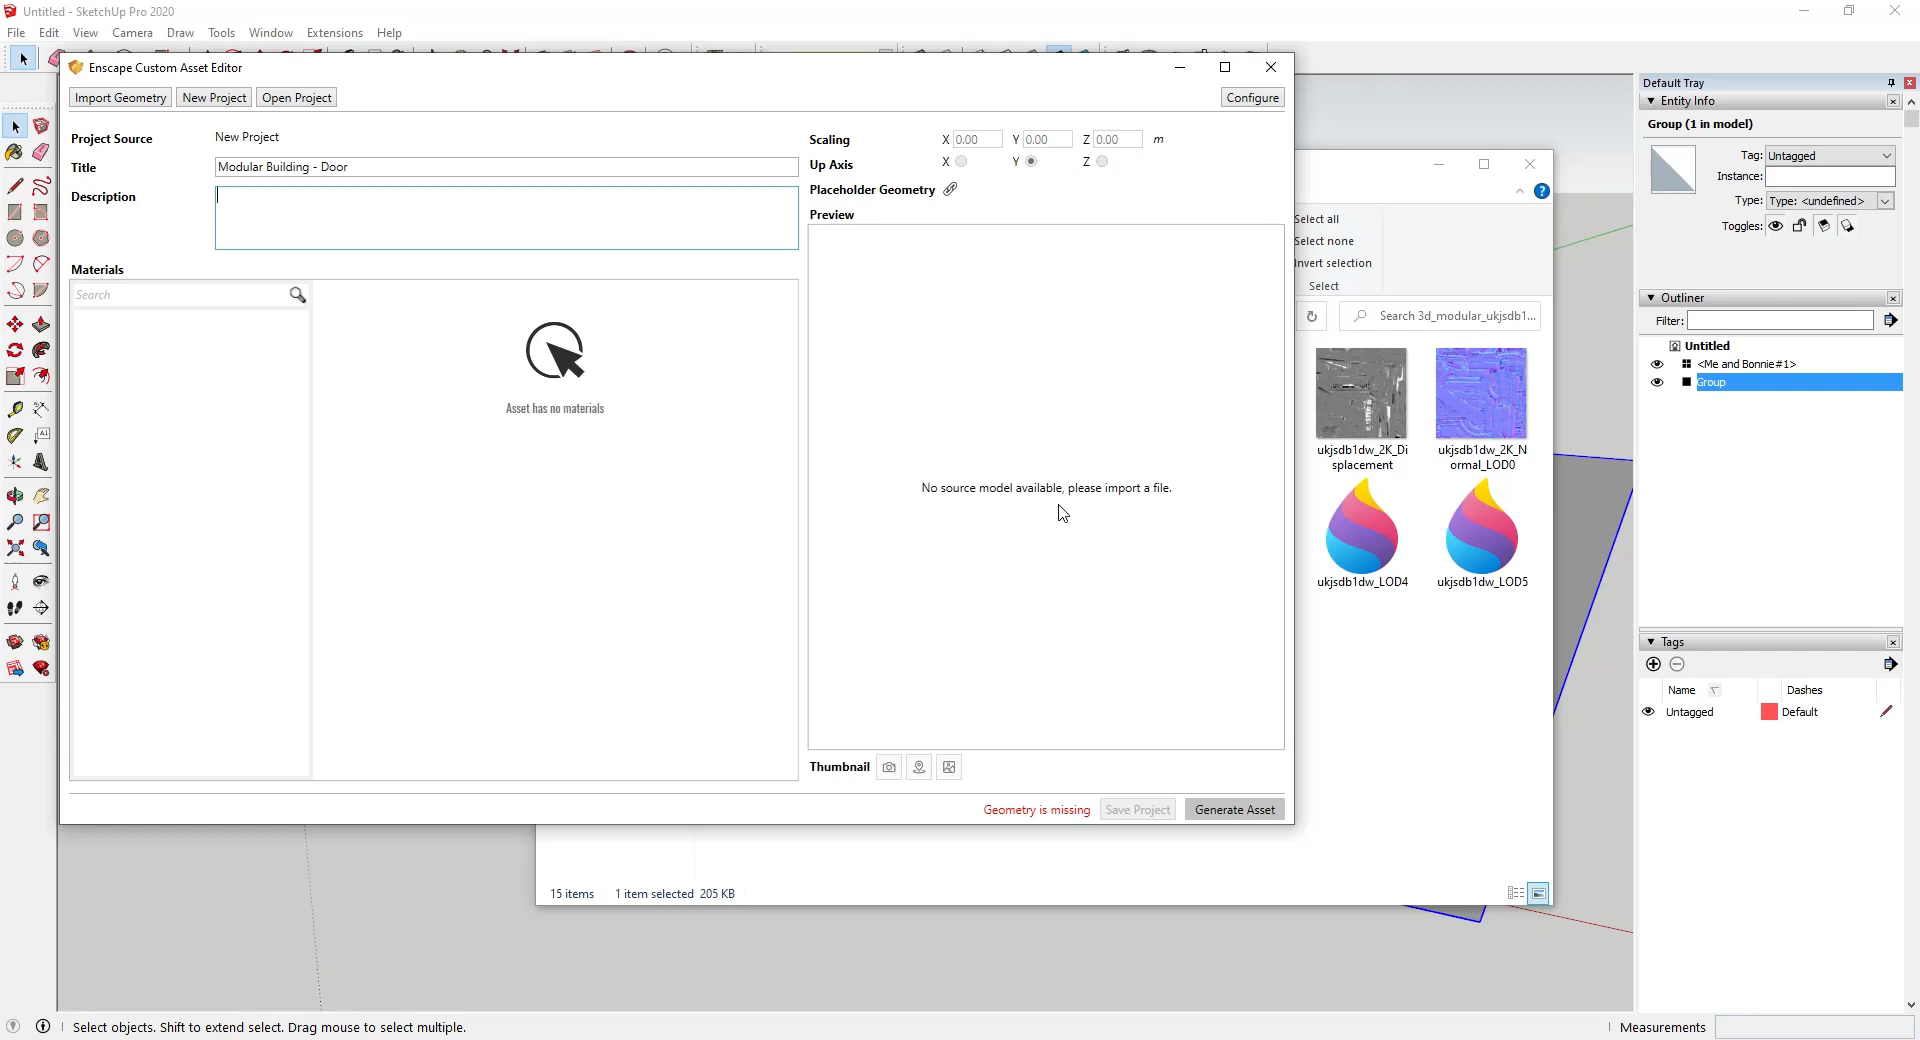 Untitled - SketchUp Pro 2020
File Edit View Camera Draw Tools Window Extensions Help
Enscape Custom Asset Editor
Import Geometry New Project Open Project Configure
Project Source New Project
Title Modular Building - Door
Description
Materials
Search
Asset has no materials
Scaling X 0.00 Y 0.00 Z 0.00 m
Up Axis X Y Z
Placeholder Geometry
Preview
No source model available, please import a file.
Thumbnail
Geometry is missing Save Project Generate Asset
Select all
Select none
Invert selection
Select
Search 3d_modular_ukjsdb1...
ukjsdb1dw_2K_Di
splacement
ukjsdb1dw_2K_N
ormal_LOD0
ukjsdb1dw_LOD4
ukjsdb1dw_LOD5
15 items 1 item selected 205 KB
Default Tray
Entity Info
Group (1 in model)
Tag: Untagged
Instance:
Type: Type: <undefined>
Toggles:
Outliner
Filter:
Untitled
<Me and Bonnie#1>
Group
Tags
Name Dashes
Untagged Default
Select objects. Shift to extend select. Drag mouse to select multiple.
Measurements